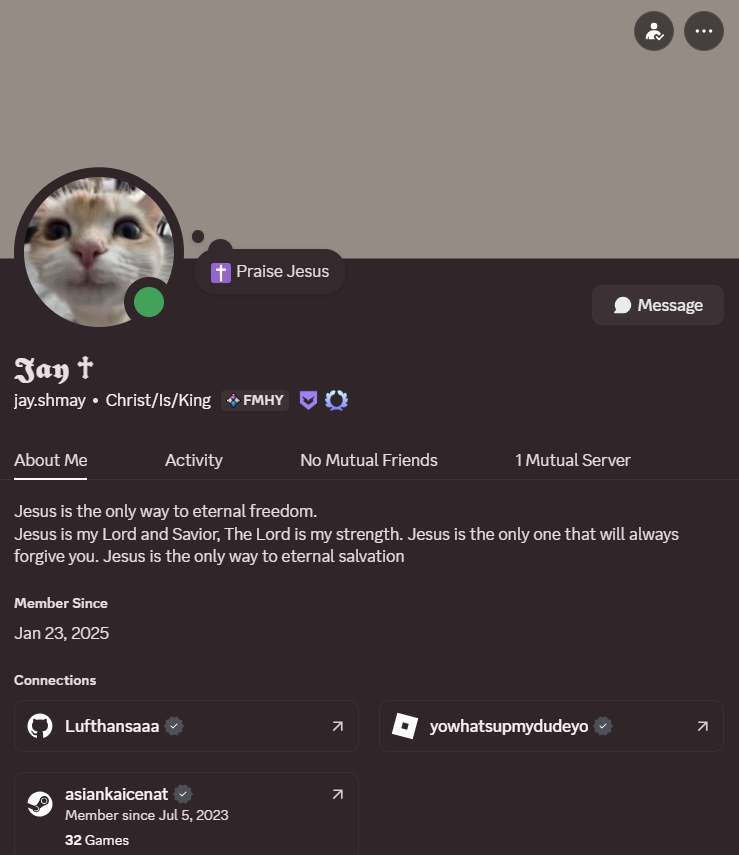 ✝ Praise Jesus
Message
𝕵𝖆𝖞 ✝
jay.shmay • Christ/Is/King FMHY
About Me Activity No Mutual Friends 1 Mutual Server
Jesus is the only way to eternal freedom.
Jesus is my Lord and Savior, The Lord is my strength. Jesus is the only one that will always
forgive you. Jesus is the only way to eternal salvation
Member Since
Jan 23, 2025
Connections
Lufthansaaa
yowhatsupmydudeyo
asiankaicenat
Member since Jul 5, 2023
32 Games